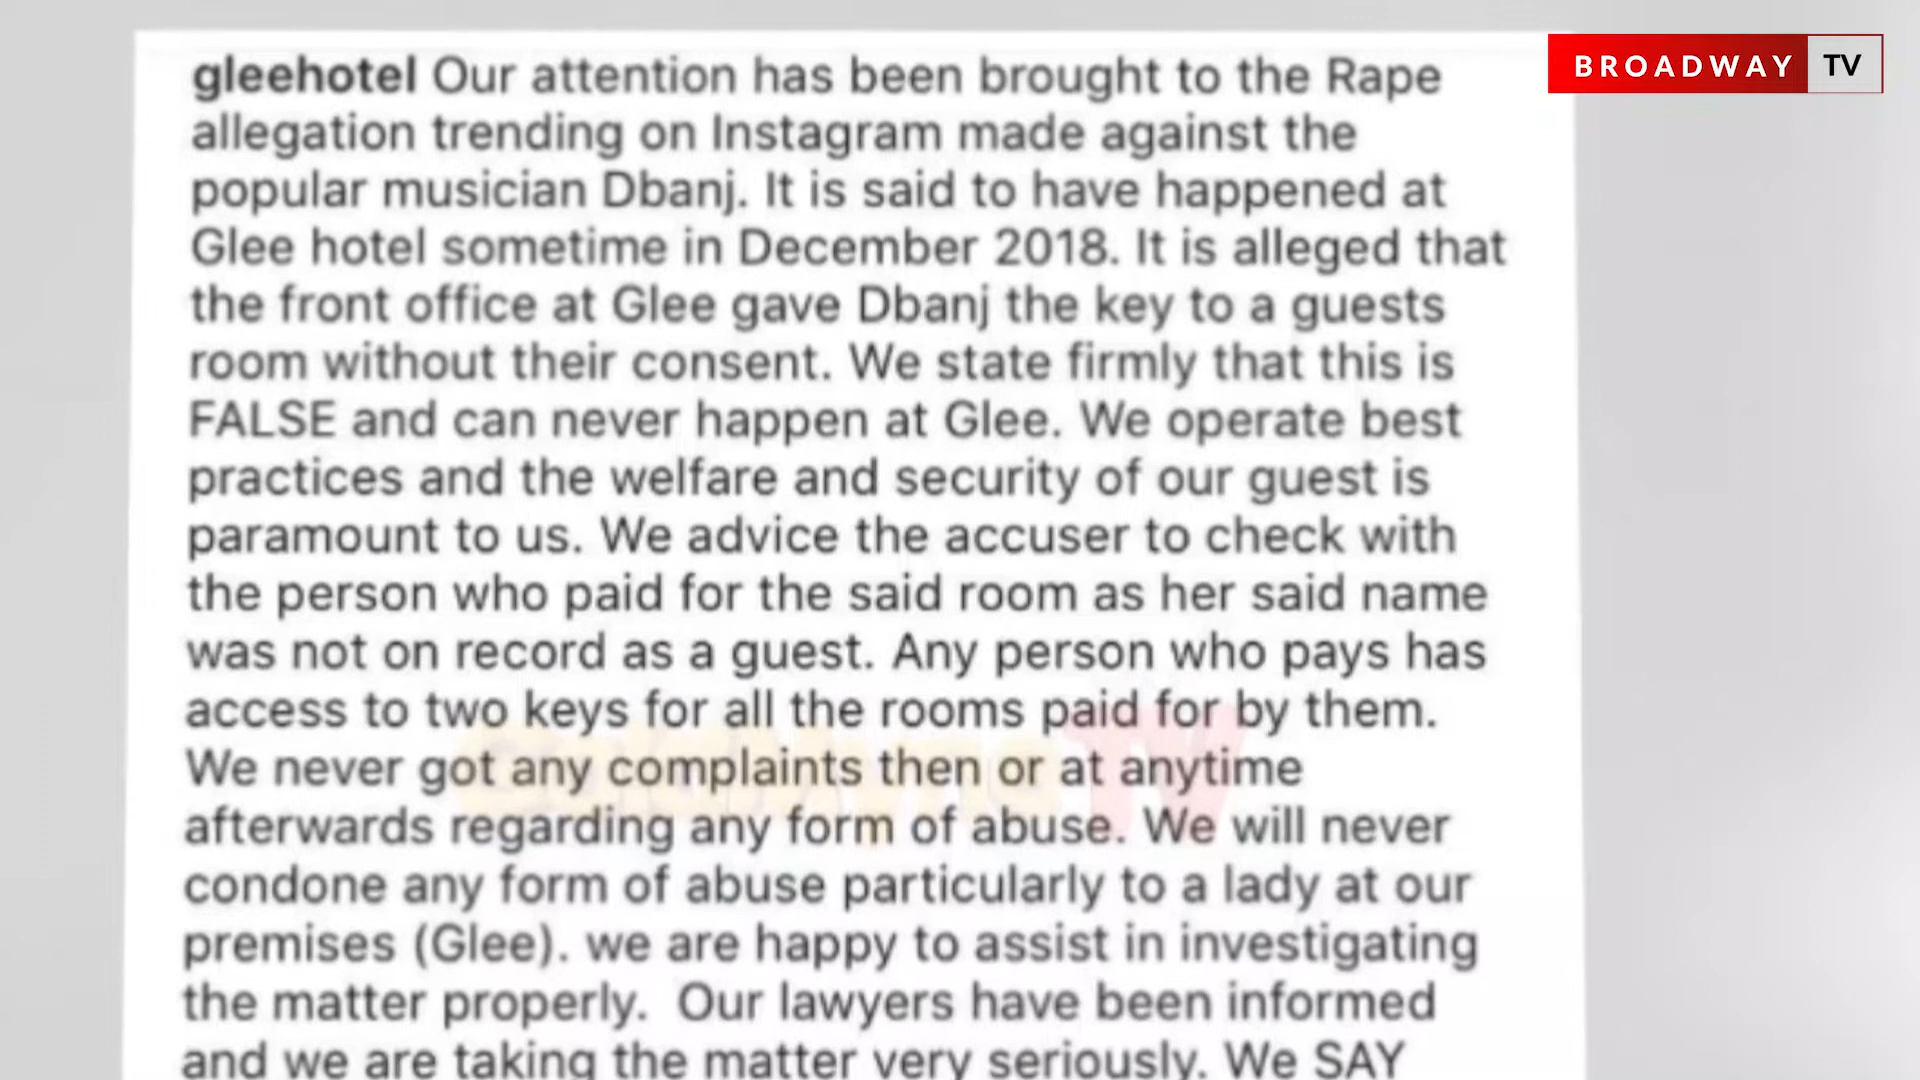 BROADWAY TV
gleehotel Our attention has been brought to the Rape
allegation trending on Instagram made against the
popular musician Dbanj. It is said to have happened at
Glee hotel sometime in December 2018. It is alleged that
the front office at Glee gave Dbanj the key to a guests
room without their consent. We state firmly that this is
FALSE and can never happen at Glee. We operate best
practices and the welfare and security of our guest is
paramount to us. We advice the accuser to check with
the person who paid for the said room as her said name
was not on record as a guest. Any person who pays has
access to two keys for all the rooms paid for by them.
We never got any complaints then or at anytime
afterwards regarding any form of abuse. We will never
condone any form of abuse particularly to a lady at our
premises (Glee). we are happy to assist in investigating
the matter properly.  Our lawyers have been informed
and we are taking the matter very seriously. We SAY
TV